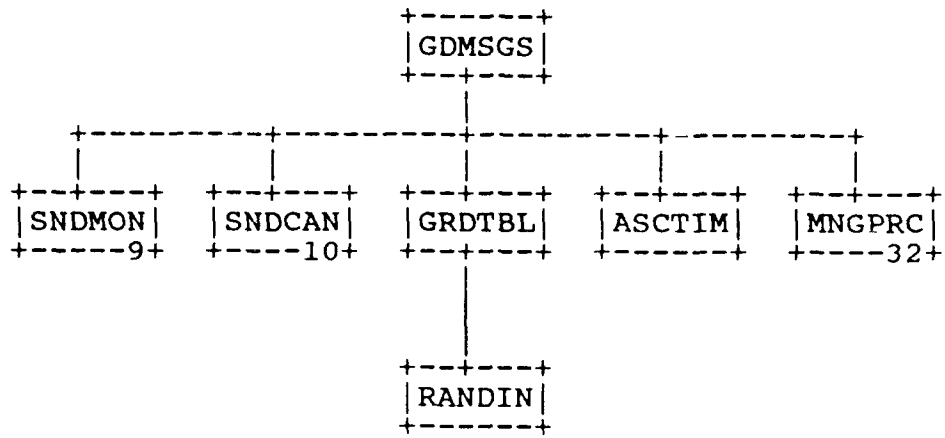 GDMSGS
SNDMON SNDCAN GRDTBL ASCTIM MNGPRC
9 10 32
RANDIN